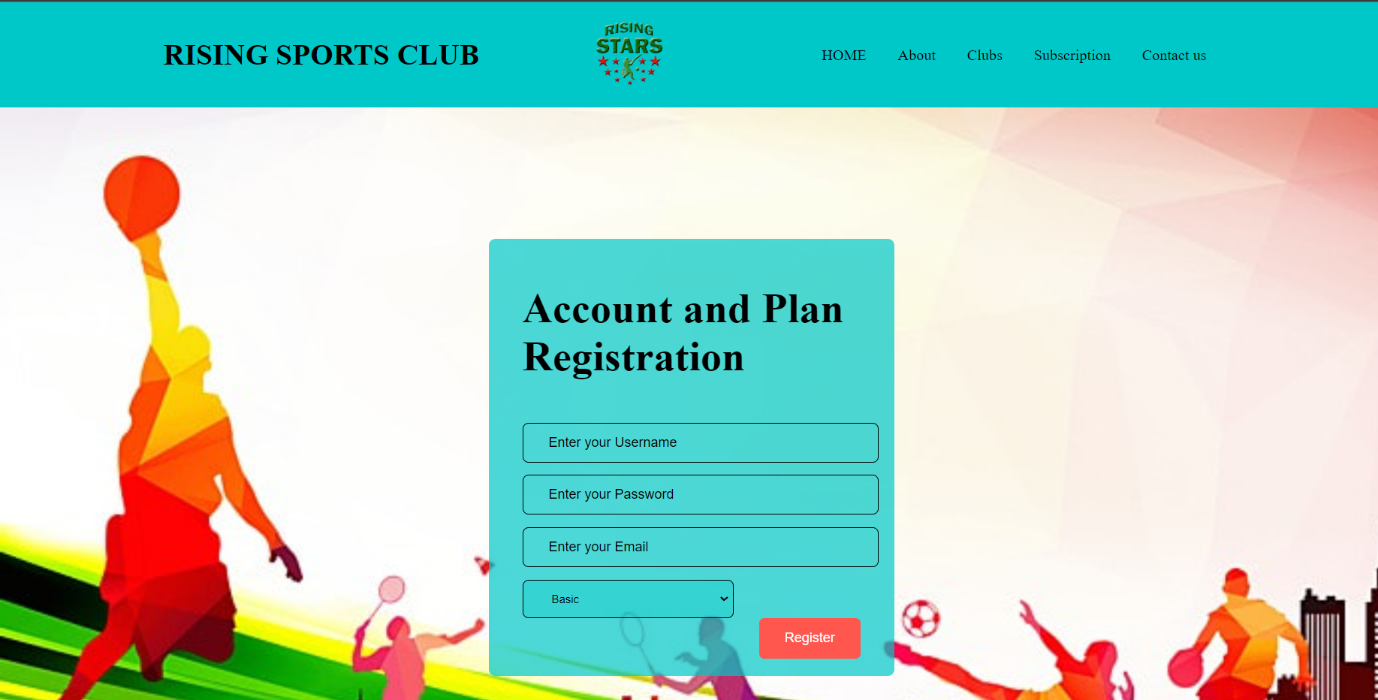 RISING SPORTS CLUB
RISING
STARS
HOME About Clubs Subscription Contact us
Account and Plan
Registration
Enter your Username
Enter your Password
Enter your Email
Basic
Register